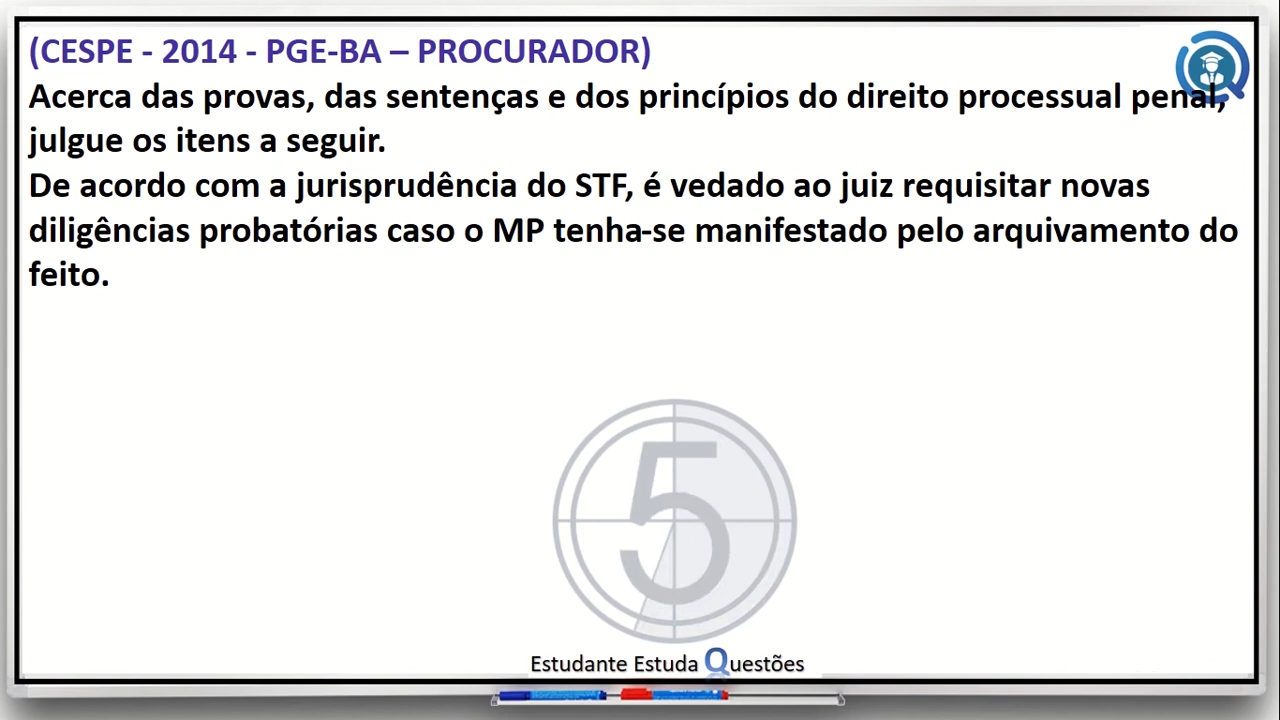 (CESPE - 2014 - PGE-BA – PROCURADOR)
Acerca das provas, das sentenças e dos princípios do direito processual penal,
julgue os itens a seguir.
De acordo com a jurisprudência do STF, é vedado ao juiz requisitar novas
diligências probatórias caso o MP tenha-se manifestado pelo arquivamento do
feito.
5
Estudante Estuda Questões